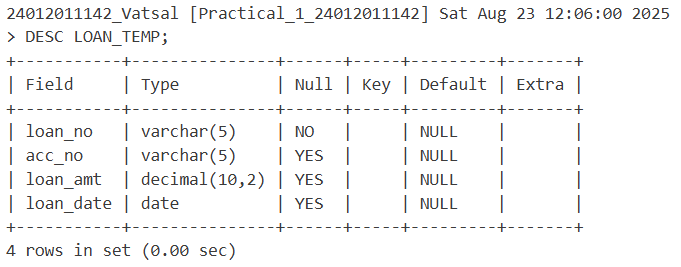 24012011142_Vatsal [Practical_1_24012011142] Sat Aug 23 12:06:00 2025
> DESC LOAN_TEMP;
+-----------+---------------+------+-----+---------+-------+
| Field     | Type          | Null | Key | Default | Extra |
+-----------+---------------+------+-----+---------+-------+
| loan_no   | varchar(5)    | NO   |     | NULL    |       |
| acc_no    | varchar(5)    | YES  |     | NULL    |       |
| loan_amt  | decimal(10,2) | YES  |     | NULL    |       |
| loan_date | date          | YES  |     | NULL    |       |
+-----------+---------------+------+-----+---------+-------+
4 rows in set (0.00 sec)